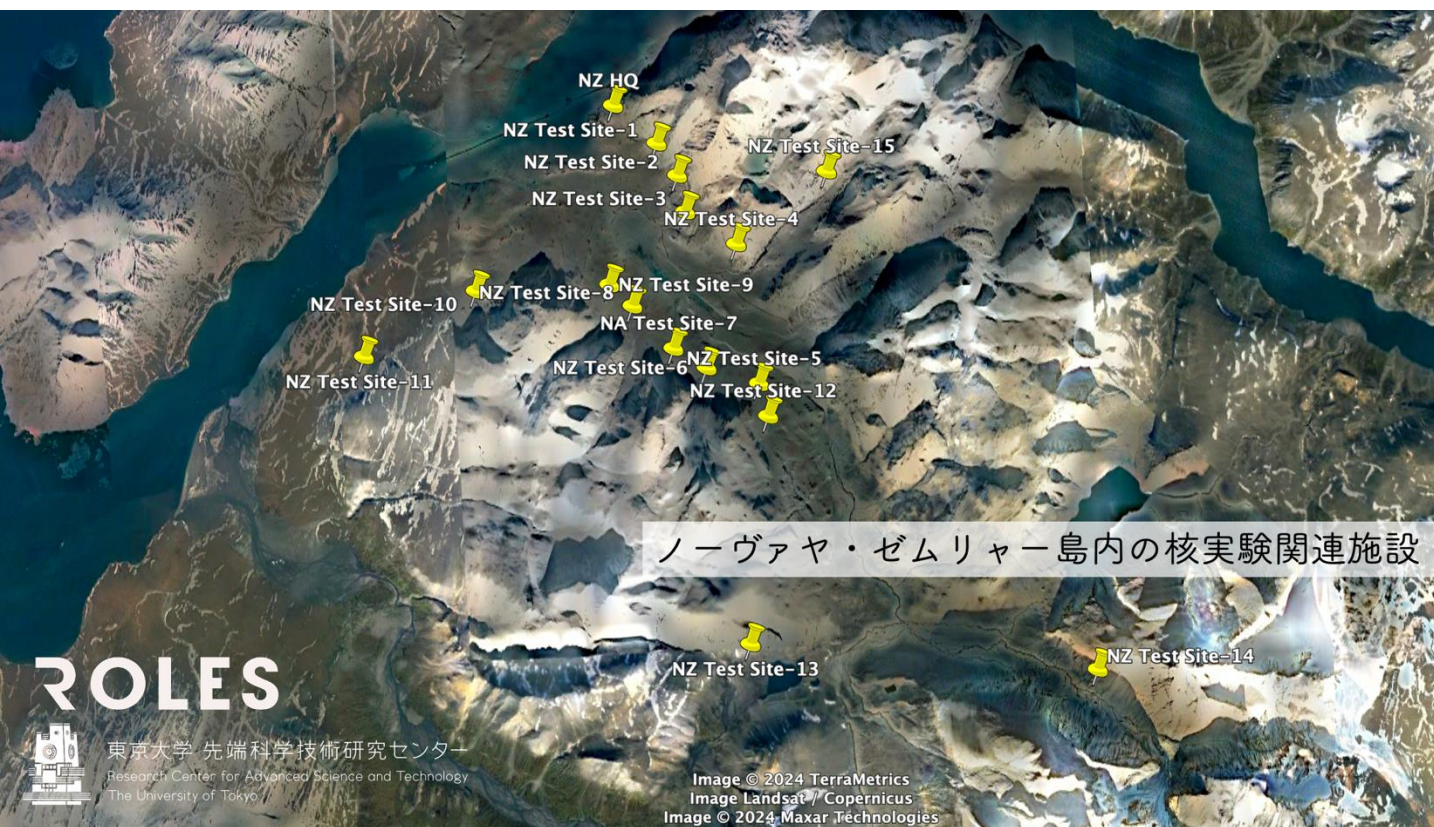 NZ HQ
NZ Test Site-1
NZ Test Site-15
NZ Test Site-2
NZ Test Site-3
NZ Test Site-4
NZ Test Site-9
NZ Test Site-8
NZ Test Site-10
NA Test Site-7
NZ Test Site-5
NZ Test Site-6
NZ Test Site-11
NZ Test Site-12
ノーヴァヤ・ゼムリャー島内の核実験関連施設
NZ Test Site-14
NZ Test Site-13
ROLES
東京大学 先端科学技術研究センター
Research Center for Advanced Science and Technology
The University of Tokyo
Image © 2024 TerraMetrics
Image Landsat / Copernicus
Image © 2024 Maxar Technologies